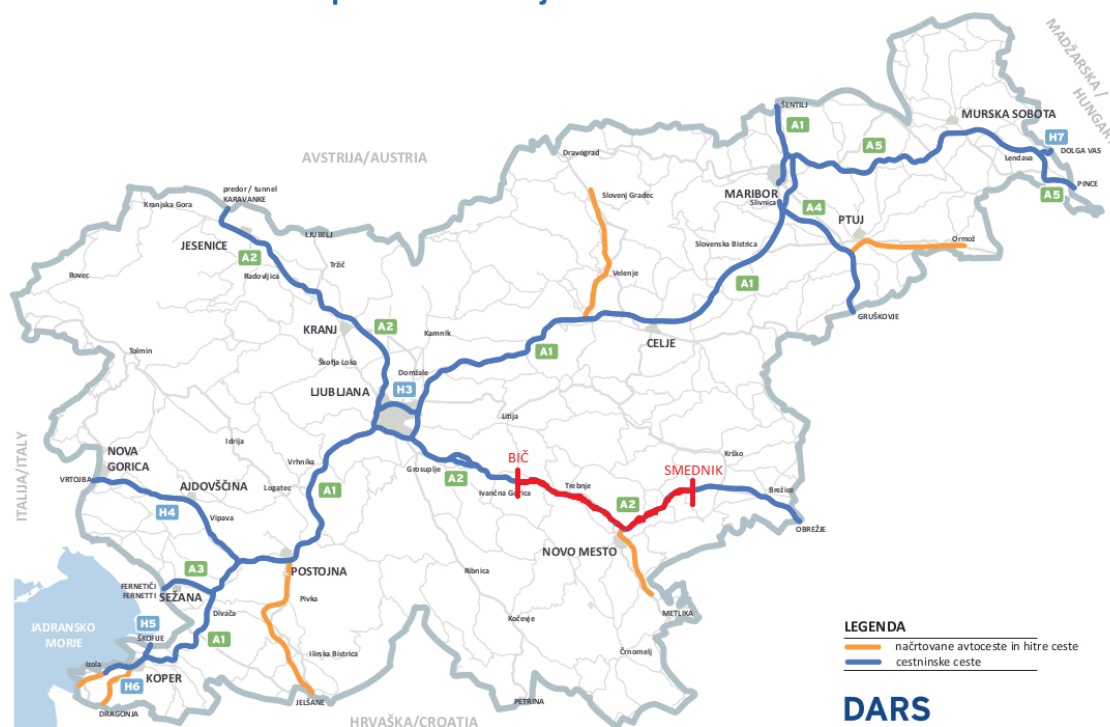 MADŽARSKA /
HUNGARY
ŠENTILJ
A1
MURSKA SOBOTA
H7
DOLGA VAS
A5
Lendava
PINCE
A5
AVSTRIJA/AUSTRIA
Dravograd
MARIBOR
Slivnica
A4
PTUJ
Slovenj Gradec
predor / tunnel
KARAVANKE
Kranjska Gora
LJUBELJ
JESENICE
A2
Tržič
Slovenska Bistrica
Ormož
Bovec
Radovljica
Velenje
A1
GRUŠKOVJE
KRANJ
A2
Kamnik
CELJE
Tolmin
A1
Škofja Loka
Domžale
LJUBLJANA
H3
Litija
Idrija
NOVA
GORICA
Vrhnika
Grosuplje
A2
BIČ
SMEDNIK
Krško
ITALIJA/ITALY
VRTOJBA
AJDOVŠČINA
Logatec
A1
Ivančna Gorica
Trebnje
A2
Brežice
OBREŽJE
H4
Vipava
NOVO MESTO
POSTOJNA
Ribnica
A3
FERNETIČI
FERNETTI
SEŽANA
Pivka
METLIKA
Divača
Kočevje
H5
ŠKOFIJE
JADRANSKO
MORJE
A1
Ilirska Bistrica
Črnomelj
Izola
KOPER
H6
DRAGONJA
JELŠANE
PETRINA
HRVAŠKA/CROATIA
LEGENDA
načrtovane avtoceste in hitre ceste
cestninske ceste
DARS